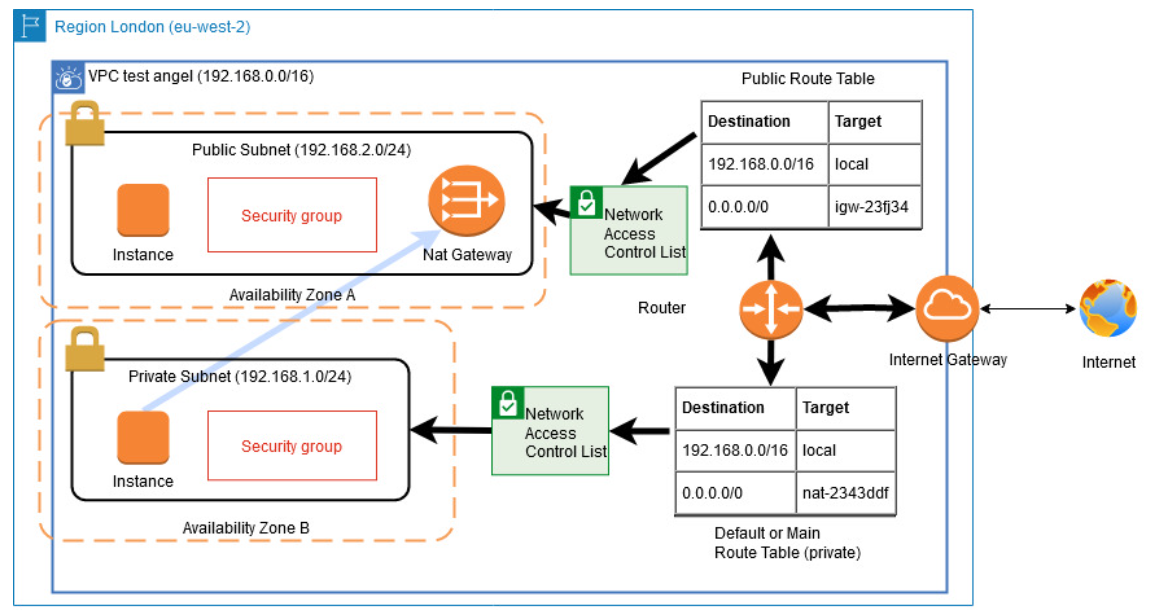 Region London (eu-west-2)
VPC test angel (192.168.0.0/16)
Public Route Table
Destination Target
192.168.0.0/16 local
0.0.0.0/0 igw-23fj34
Public Subnet (192.168.2.0/24)
Security group
Instance
Nat Gateway
Availability Zone A
Network
Access
Control List
Router
Internet Gateway
Internet
Private Subnet (192.168.1.0/24)
Security group
Instance
Availability Zone B
Network
Access
Control List
Destination Target
192.168.0.0/16 local
0.0.0.0/0 nat-2343ddf
Default or Main
Route Table (private)